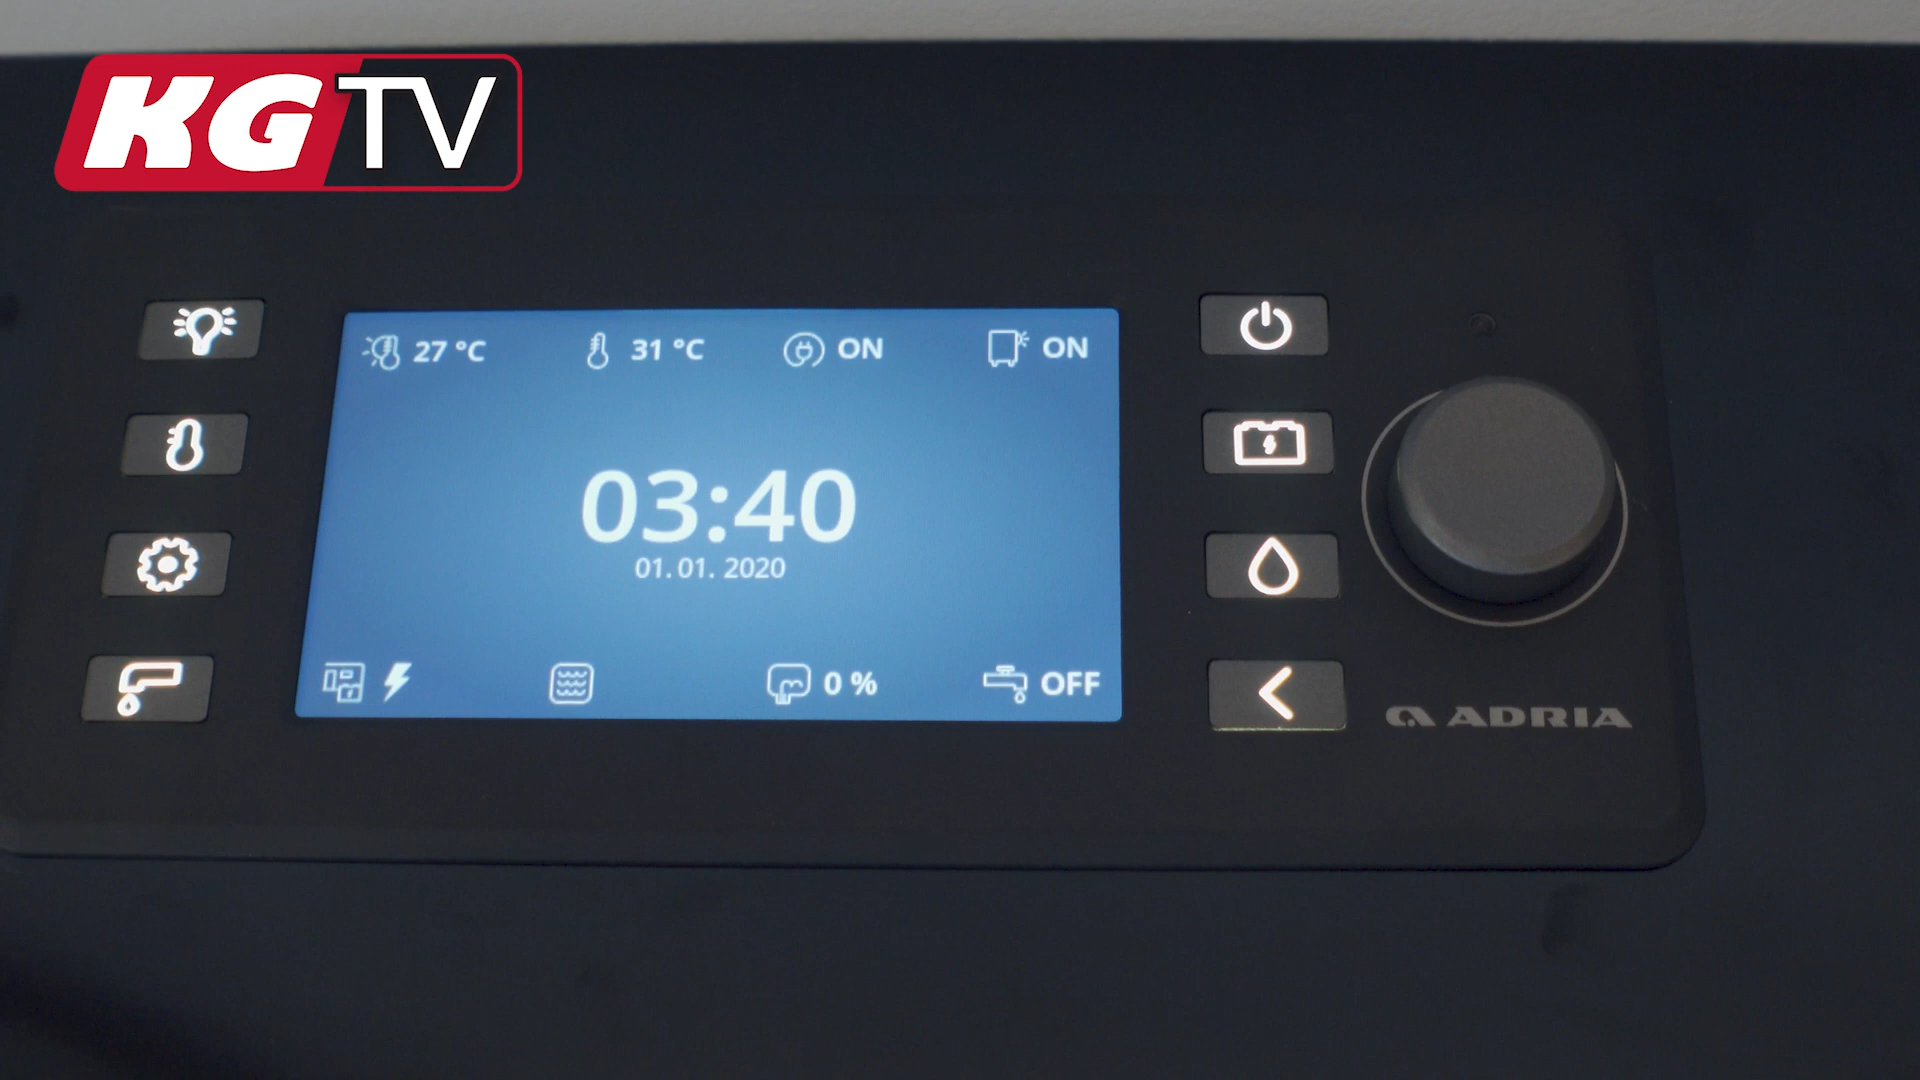 KGTV
27 °C 31 °C ON ON
03:40
01. 01. 2020
0 % OFF
ADRIA